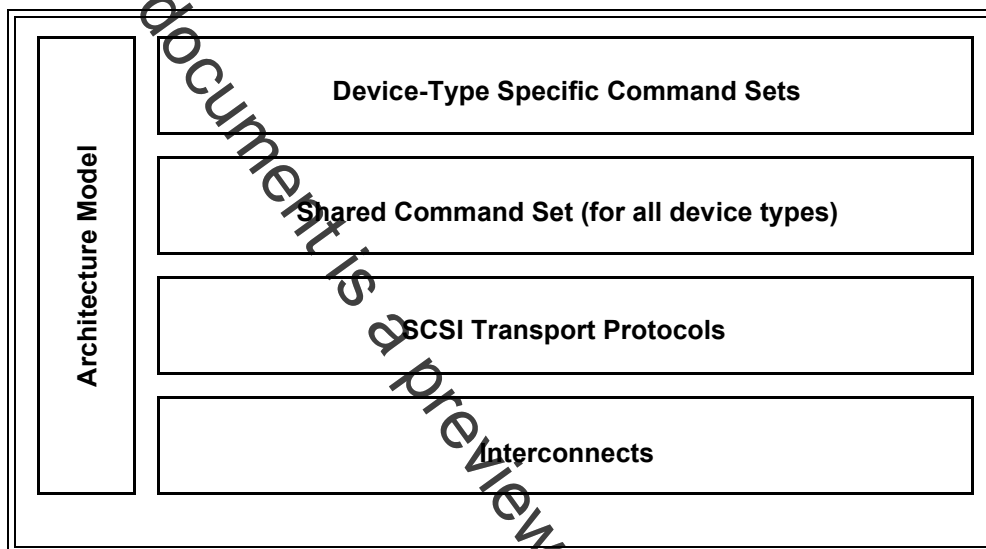 Architecture Model
Device-Type Specific Command Sets
Shared Command Set (for all device types)
SCSI Transport Protocols
Interconnects
document is a preview